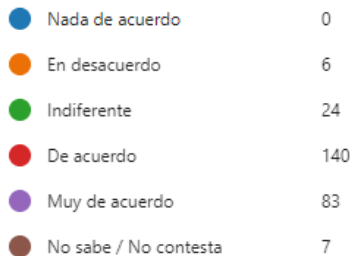 Nada de acuerdo 0
En desacuerdo 6
Indiferente 24
De acuerdo 140
Muy de acuerdo 83
No sabe / No contesta 7